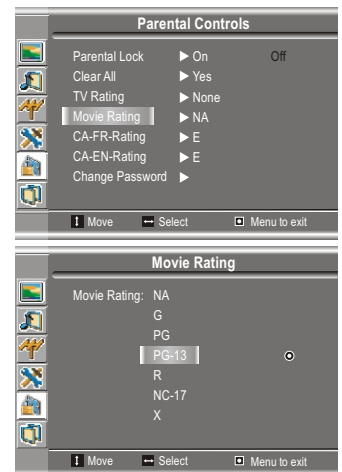 Parental Controls
Parental Lock ▶ On Off
Clear All ▶ Yes
TV Rating ▶ None
Movie Rating ▶ NA
CA-FR-Rating ▶ E
CA-EN-Rating ▶ E
Change Password ▶
Move Select Menu to exit
Movie Rating
Movie Rating: NA
G
PG
PG-13
R
NC-17
X
Move Select Menu to exit